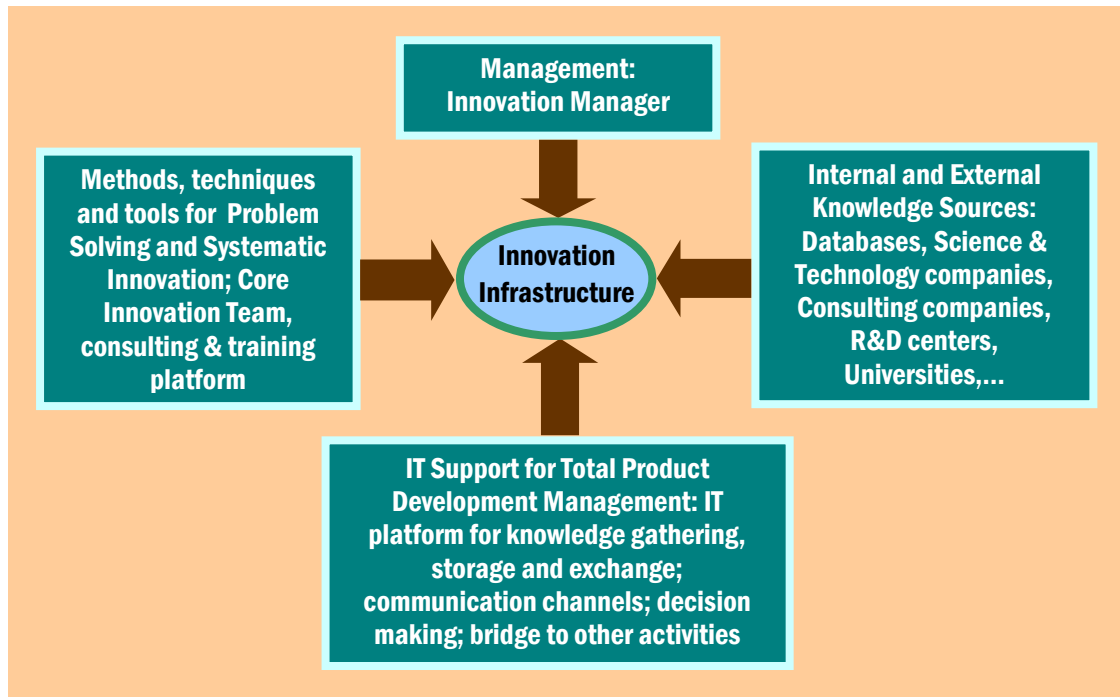 Management:
Innovation Manager
Methods, techniques
and tools for Problem
Solving and Systematic
Innovation; Core
Innovation Team,
consulting & training
platform
Innovation
Infrastructure
Internal and External
Knowledge Sources:
Databases, Science &
Technology companies,
Consulting companies,
R&D centers,
Universities,...
IT Support for Total Product
Development Management: IT
platform for knowledge gathering,
storage and exchange;
communication channels; decision
making; bridge to other activities